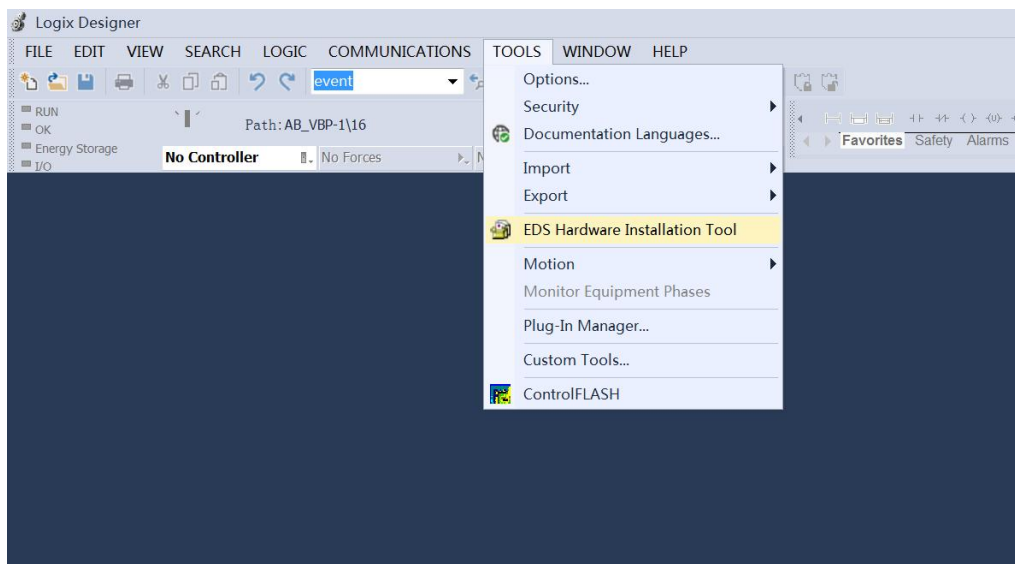 Logix Designer
FILE EDIT VIEW SEARCH LOGIC COMMUNICATIONS TOOLS WINDOW HELP
event
RUN
OK
Energy Storage
I/O
Path: AB_VBP-1\16
No Controller
No Forces
N
Options...
Security
Documentation Languages...
Import
Export
EDS Hardware Installation Tool
Motion
Monitor Equipment Phases
Plug-In Manager...
Custom Tools...
ControlFLASH
Favorites Safety Alarms